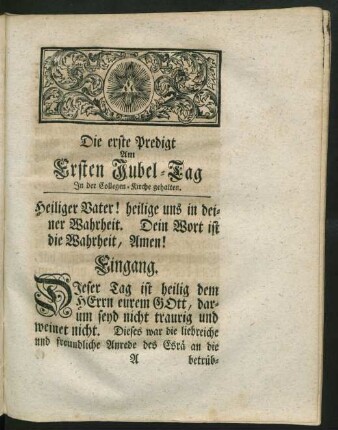 Die erste Predigt
Am
Ersten Jubel-Tag
In der Collegen-Kirche gehalten.
Heiliger Vater! heilige uns in dei-
ner Wahrheit. Dein Wort ist
die Wahrheit, Amen!
Eingang.
DIeser Tag ist heilig dem
HErrn eurem GOtt, dar-
um seyd nicht traurig und
weinet nicht. Dieses war die liebreiche
und freundliche Anrede des Esrä an die
A betrüb-